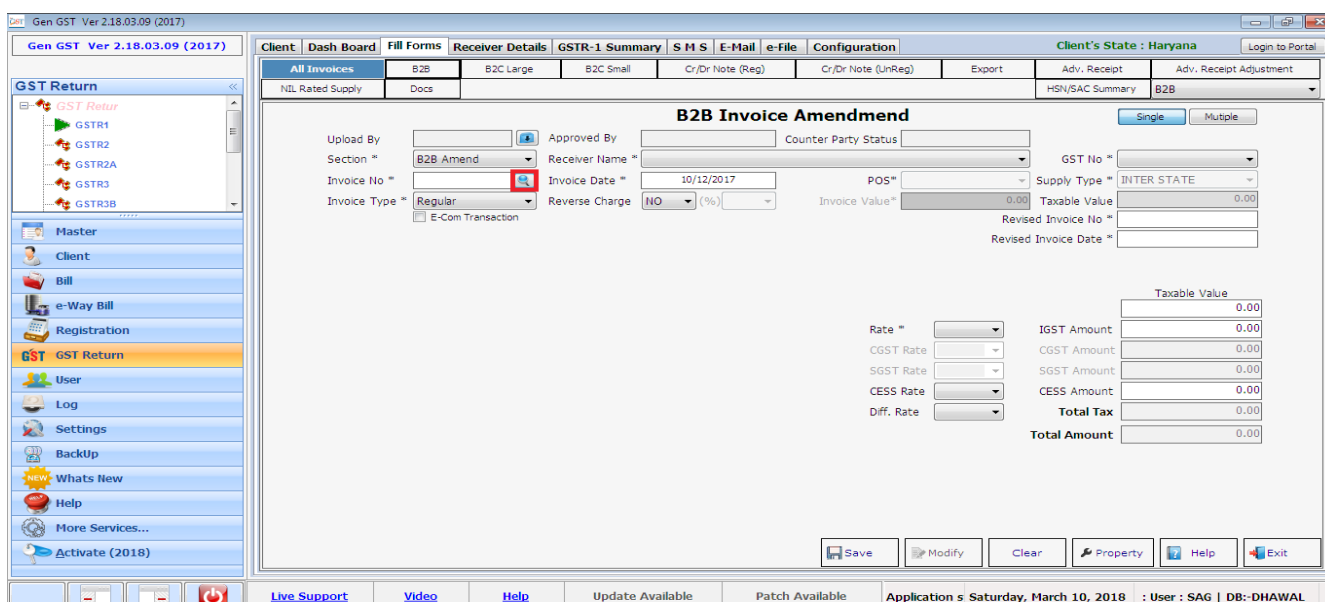 GST Gen GST Ver 2.18.03.09 (2017)
Gen GST Ver 2.18.03.09 (2017)
Client Dash Board Fill Forms Receiver Details GSTR-1 Summary S M S E-Mail e-File Configuration Client's State : Haryana Login to Portal
All Invoices B2B B2C Large B2C Small Cr/Dr Note (Reg) Cr/Dr Note (UnReg) Export Adv. Receipt Adv. Receipt Adjustment
NIL Rated Supply Docs HSN/SAC Summary B2B
GST Return «
GST Retur
GSTR1
GSTR2
GSTR2A
GSTR3
GSTR3B
Master
Client
Bill
e-Way Bill
Registration
GST GST Return
User
Log
Settings
BackUp
NEW Whats New
Help
More Services...
Activate (2018)
B2B Invoice Amendmend
Single Mutiple
Upload By Approved By Counter Party Status
Section * B2B Amend Receiver Name * GST No *
Invoice No * Invoice Date * 10/12/2017 POS* Supply Type * INTER STATE
Invoice Type * Regular Reverse Charge NO (%) Invoice Value* 0.00 Taxable Value 0.00
E-Com Transaction Revised Invoice No *
Revised Invoice Date *
Taxable Value
0.00
Rate * IGST Amount 0.00
CGST Rate CGST Amount 0.00
SGST Rate SGST Amount 0.00
CESS Rate CESS Amount 0.00
Diff. Rate Total Tax 0.00
Total Amount 0.00
Save Modify Clear Property Help Exit
Live Support Video Help Update Available Patch Available Application s Saturday, March 10, 2018 : User : SAG | DB:-DHAWAL